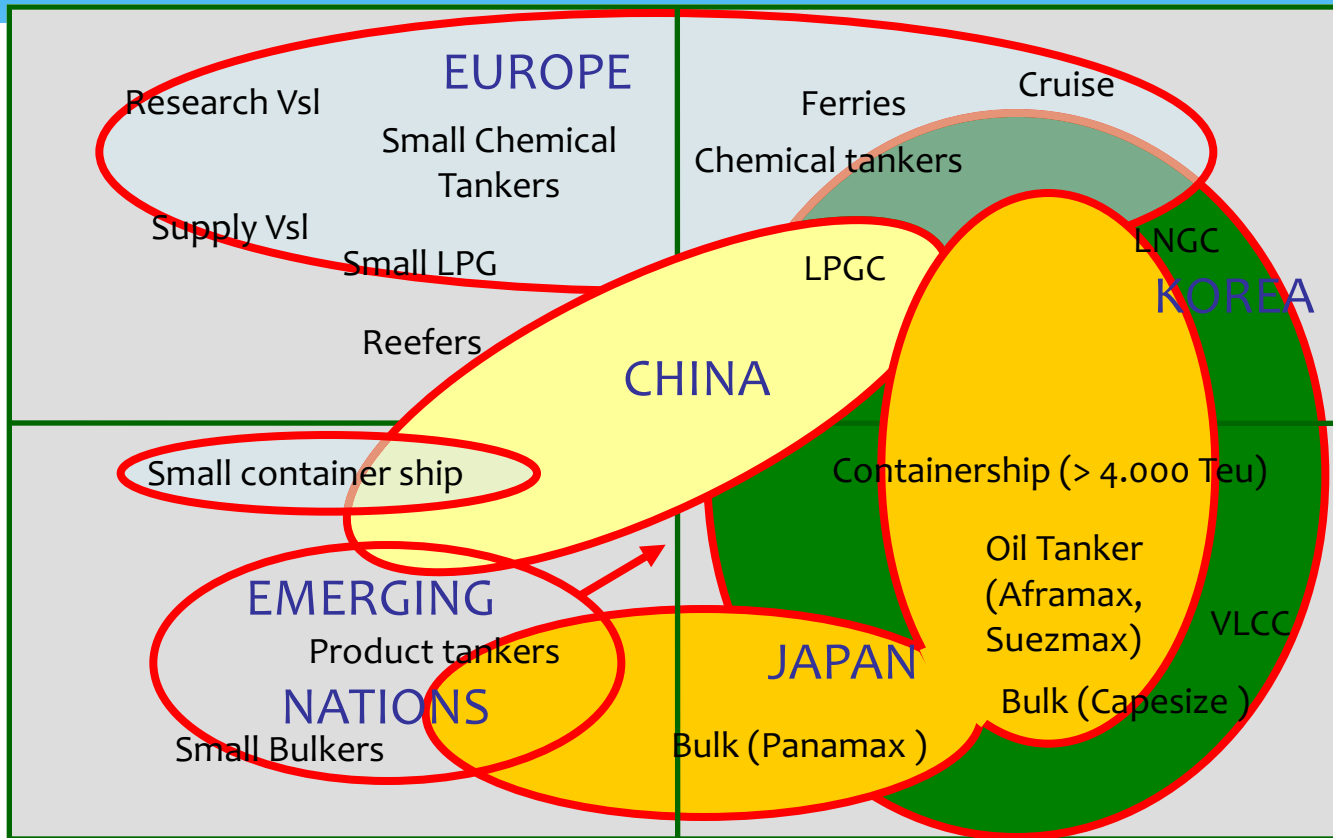 EUROPE
Research Vsl
Small Chemical
Tankers
Supply Vsl
Small LPG
Ferries
Cruise
Chemical tankers
LNGC
LPGC
KOREA
Reefers
CHINA
Small container ship
Containership (> 4.000 Teu)
Oil Tanker
(Aframax,
Suezmax)
VLCC
EMERGING
Product tankers
NATIONS
Small Bulkers
JAPAN
Bulk (Capesize )
Bulk (Panamax )